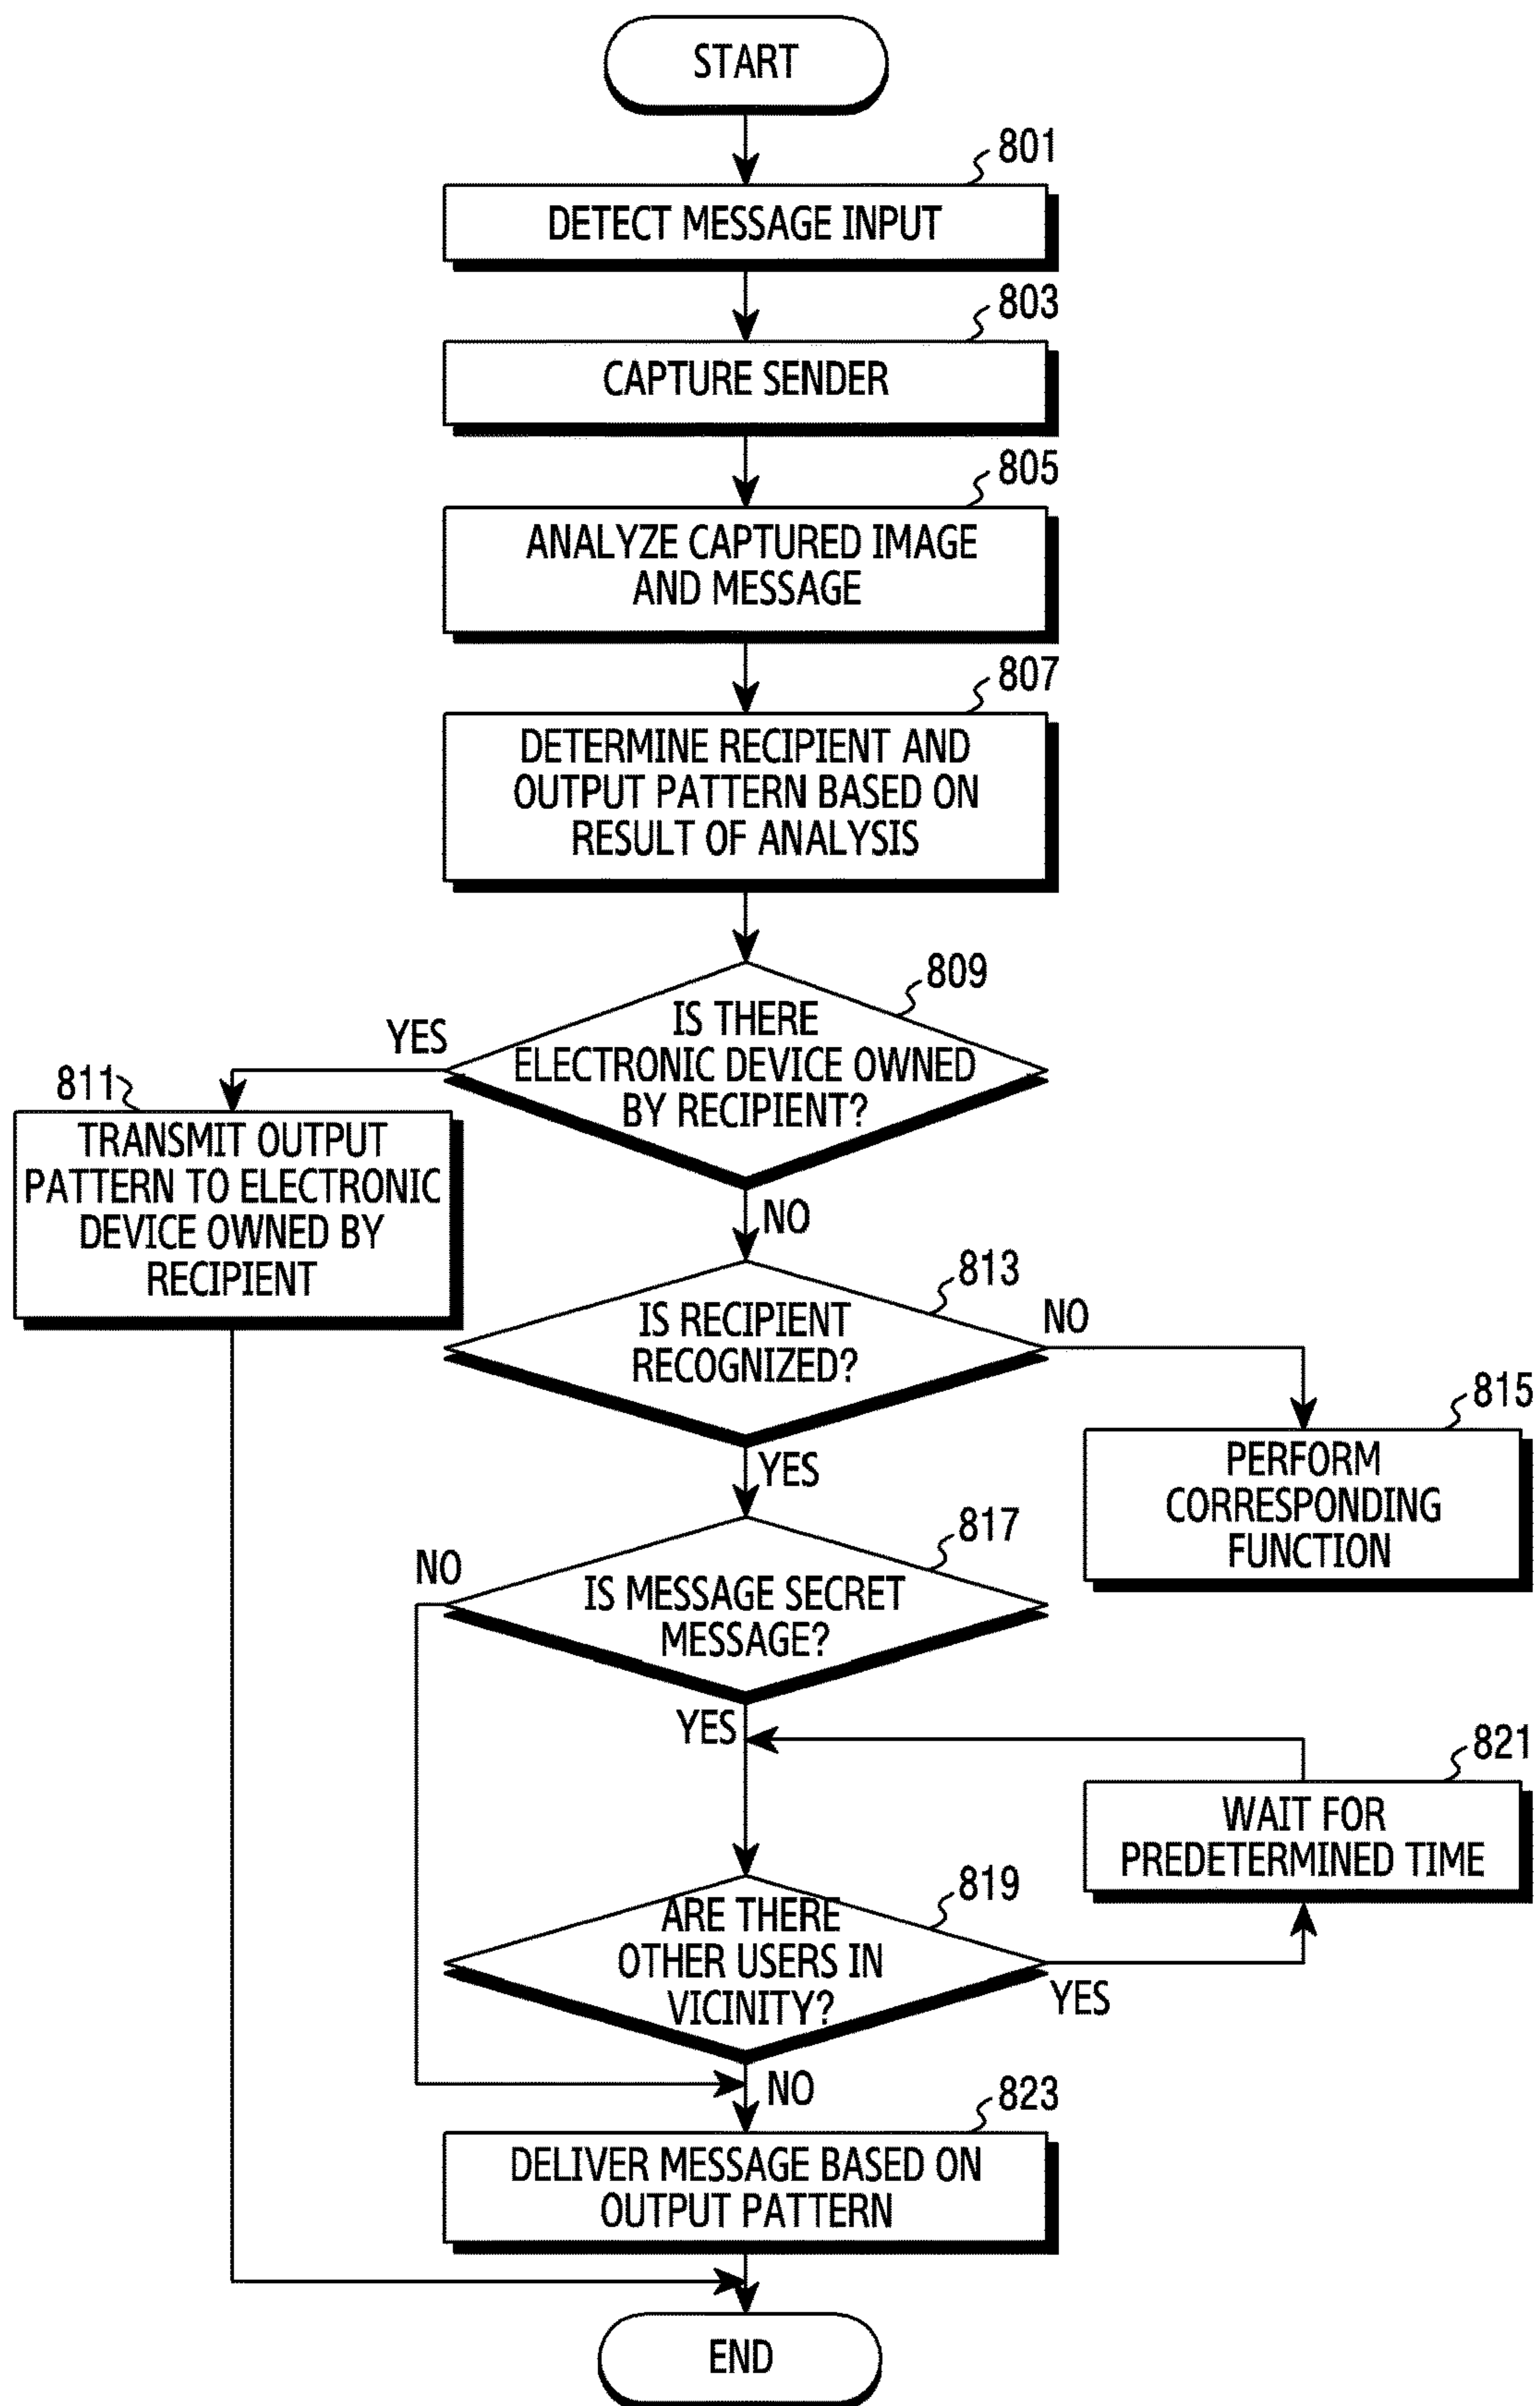 START
801
DETECT MESSAGE INPUT
803
CAPTURE SENDER
805
ANALYZE CAPTURED IMAGE
AND MESSAGE
807
DETERMINE RECIPIENT AND
OUTPUT PATTERN BASED ON
RESULT OF ANALYSIS
809
IS THERE
ELECTRONIC DEVICE OWNED
BY RECIPIENT?
YES
811
TRANSMIT OUTPUT
PATTERN TO ELECTRONIC
DEVICE OWNED BY
RECIPIENT
NO
813
IS RECIPIENT
RECOGNIZED?
NO
815
PERFORM
CORRESPONDING
FUNCTION
YES
817
IS MESSAGE SECRET
MESSAGE?
NO
YES
821
WAIT FOR
PREDETERMINED TIME
819
ARE THERE
OTHER USERS IN
VICINITY?
YES
NO
823
DELIVER MESSAGE BASED ON
OUTPUT PATTERN
END